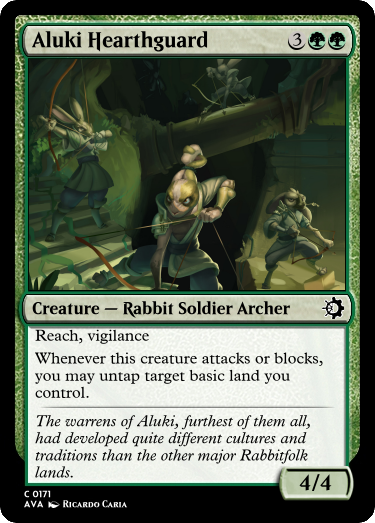 Aluki Hearthguard 3
Creature — Rabbit Soldier Archer
Reach, vigilance
Whenever this creature attacks or blocks,
you may untap target basic land you
control.
The warrens of Aluki, furthest of them all,
had developed quite different cultures and
traditions than the other major Rabbitfolk
lands.
4/4
C 0171
AVA Ricardo Caria